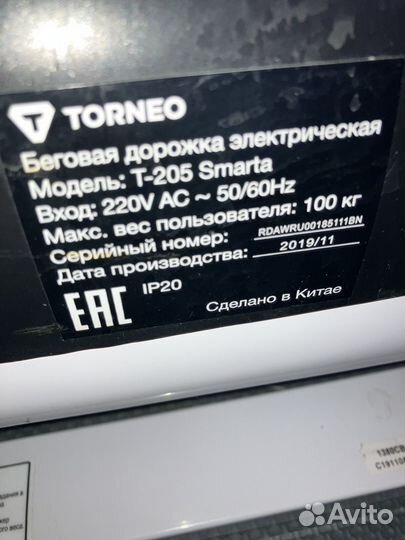 TORNEO
Беговая дорожка электрическая
Модель: T-205 Smarta
Вход: 220V AC ~ 50/60Hz
Макс. вес пользователя: 100 кг
Серийный номер: RDAWRU00185111BN
Дата производства: 2019/11
EAC IP20
Сделано в Китае
1380CB
Avito